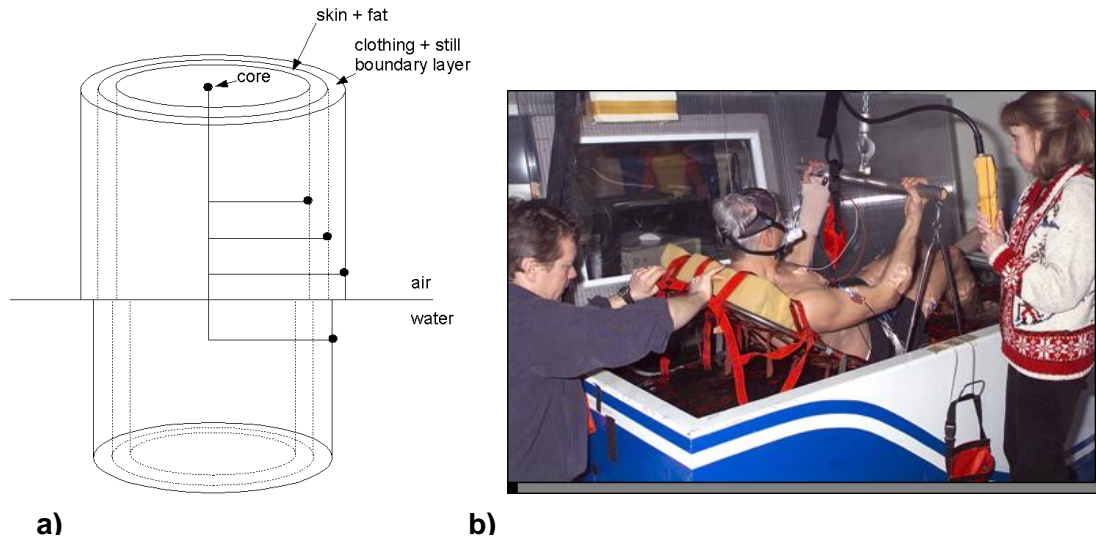 skin + fat
clothing + still
boundary layer
core
air
water
a)
b)